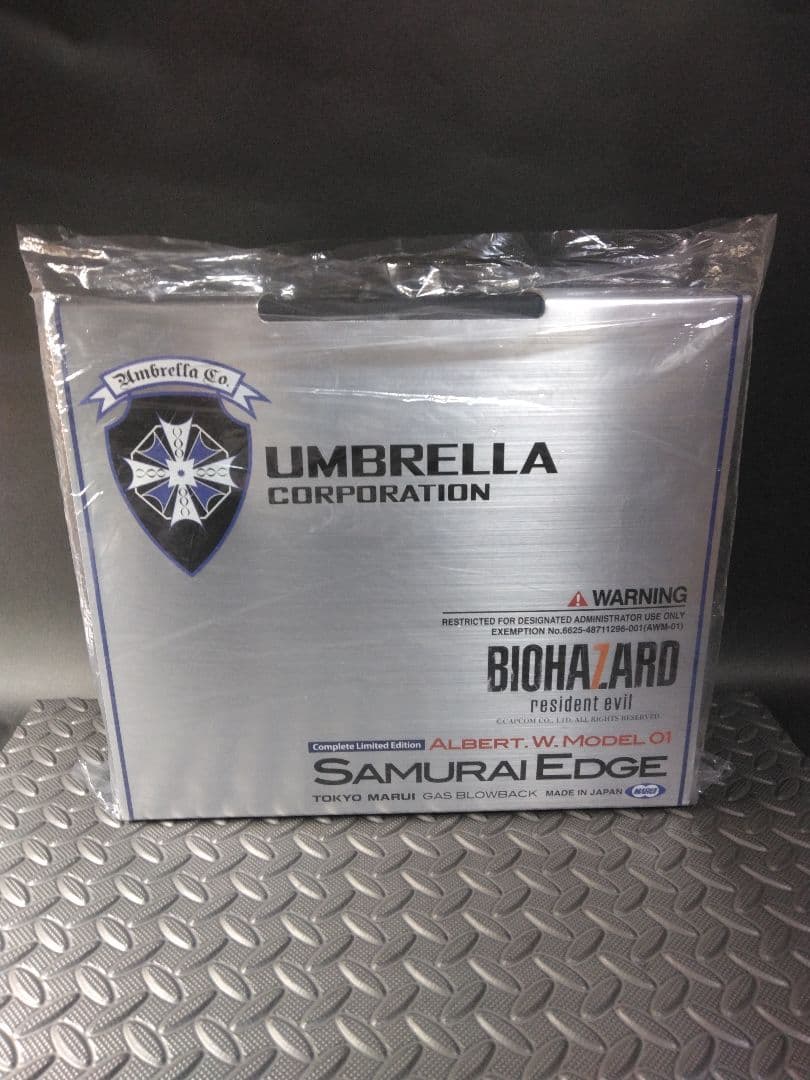 Umbrella Co.
UMBRELLA
CORPORATION
WARNING
RESTRICTED FOR DESIGNATED ADMINISTRATOR USE ONLY
EXEMPTION No.6625-48711296-001(AWM-01)
BIOHAZARD
resident evil
©CAPCOM CO., LTD. ALL RIGHTS RESERVED.
Complete Limited Edition ALBERT. W. MODEL 01
SAMURAI EDGE
TOKYO MARUI GAS BLOWBACK MADE IN JAPAN MARUI